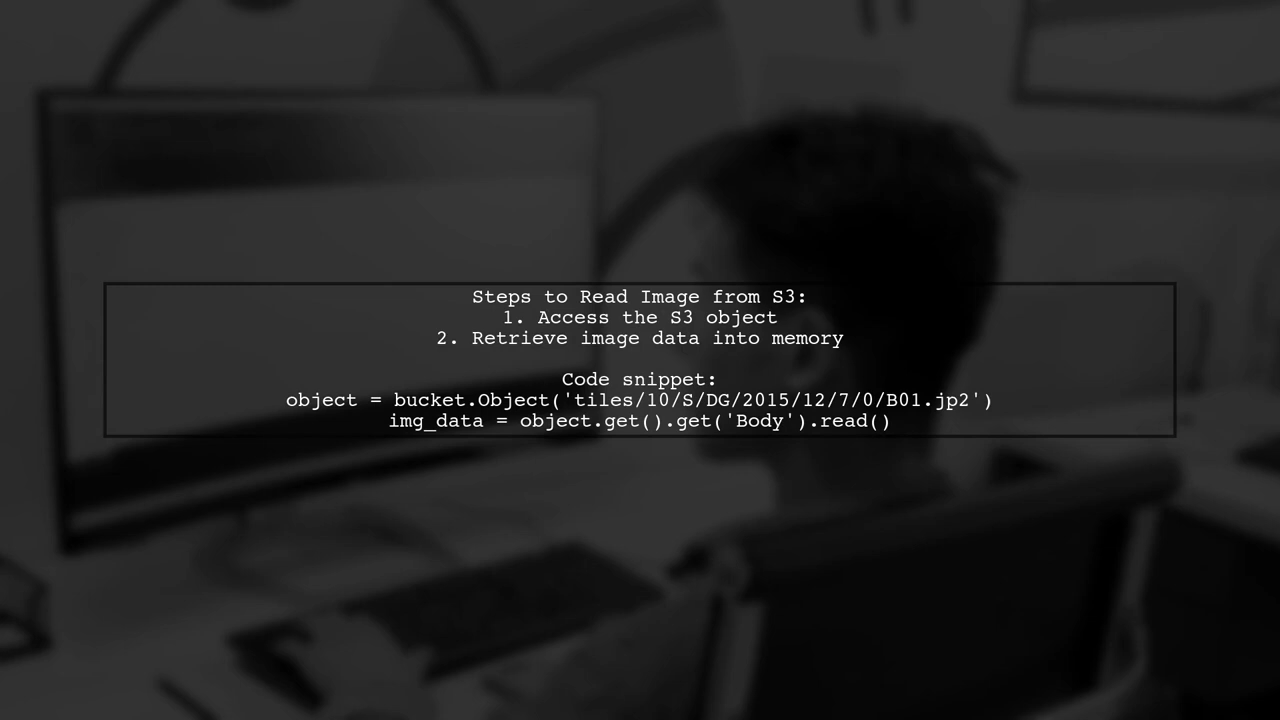 Steps to Read Image from S3:
1. Access the S3 object
2. Retrieve image data into memory
Code snippet:
object = bucket.Object('tiles/10/S/DG/2015/12/7/0/B01.jp2')
img_data = object.get().get('Body').read()